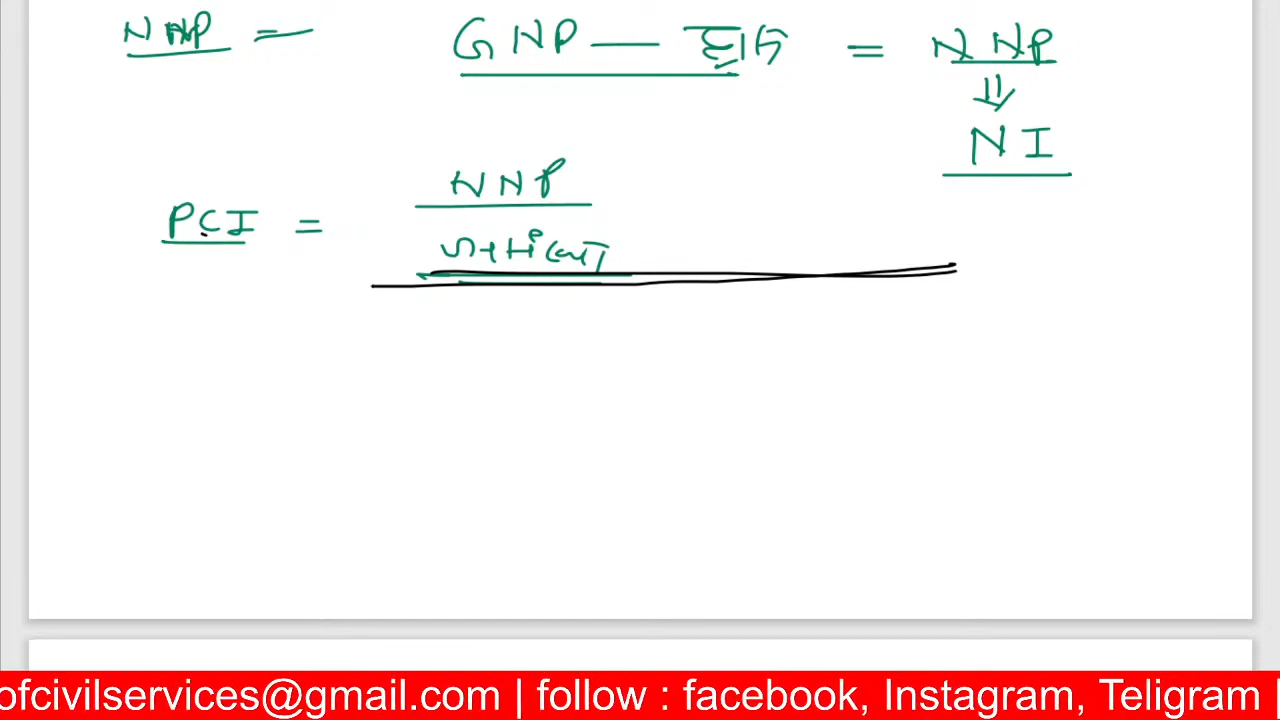 NNP = GNP — ह्रास = NNP
⇓
NI
PCI = NNP
जनसंख्या
ofcivilservices@gmail.com | follow : facebook, Instagram, Teligram |